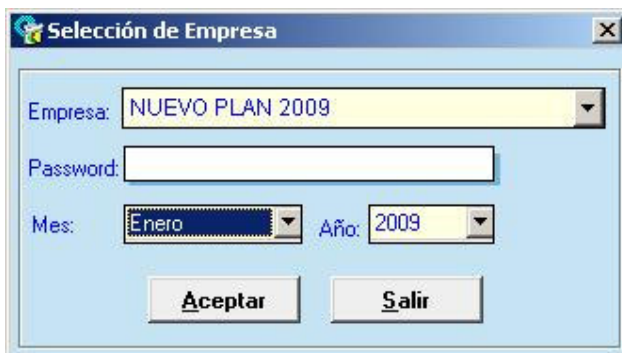 Selección de Empresa
Empresa: NUEVO PLAN 2009
Password:
Mes: Enero Año: 2009
Aceptar Salir